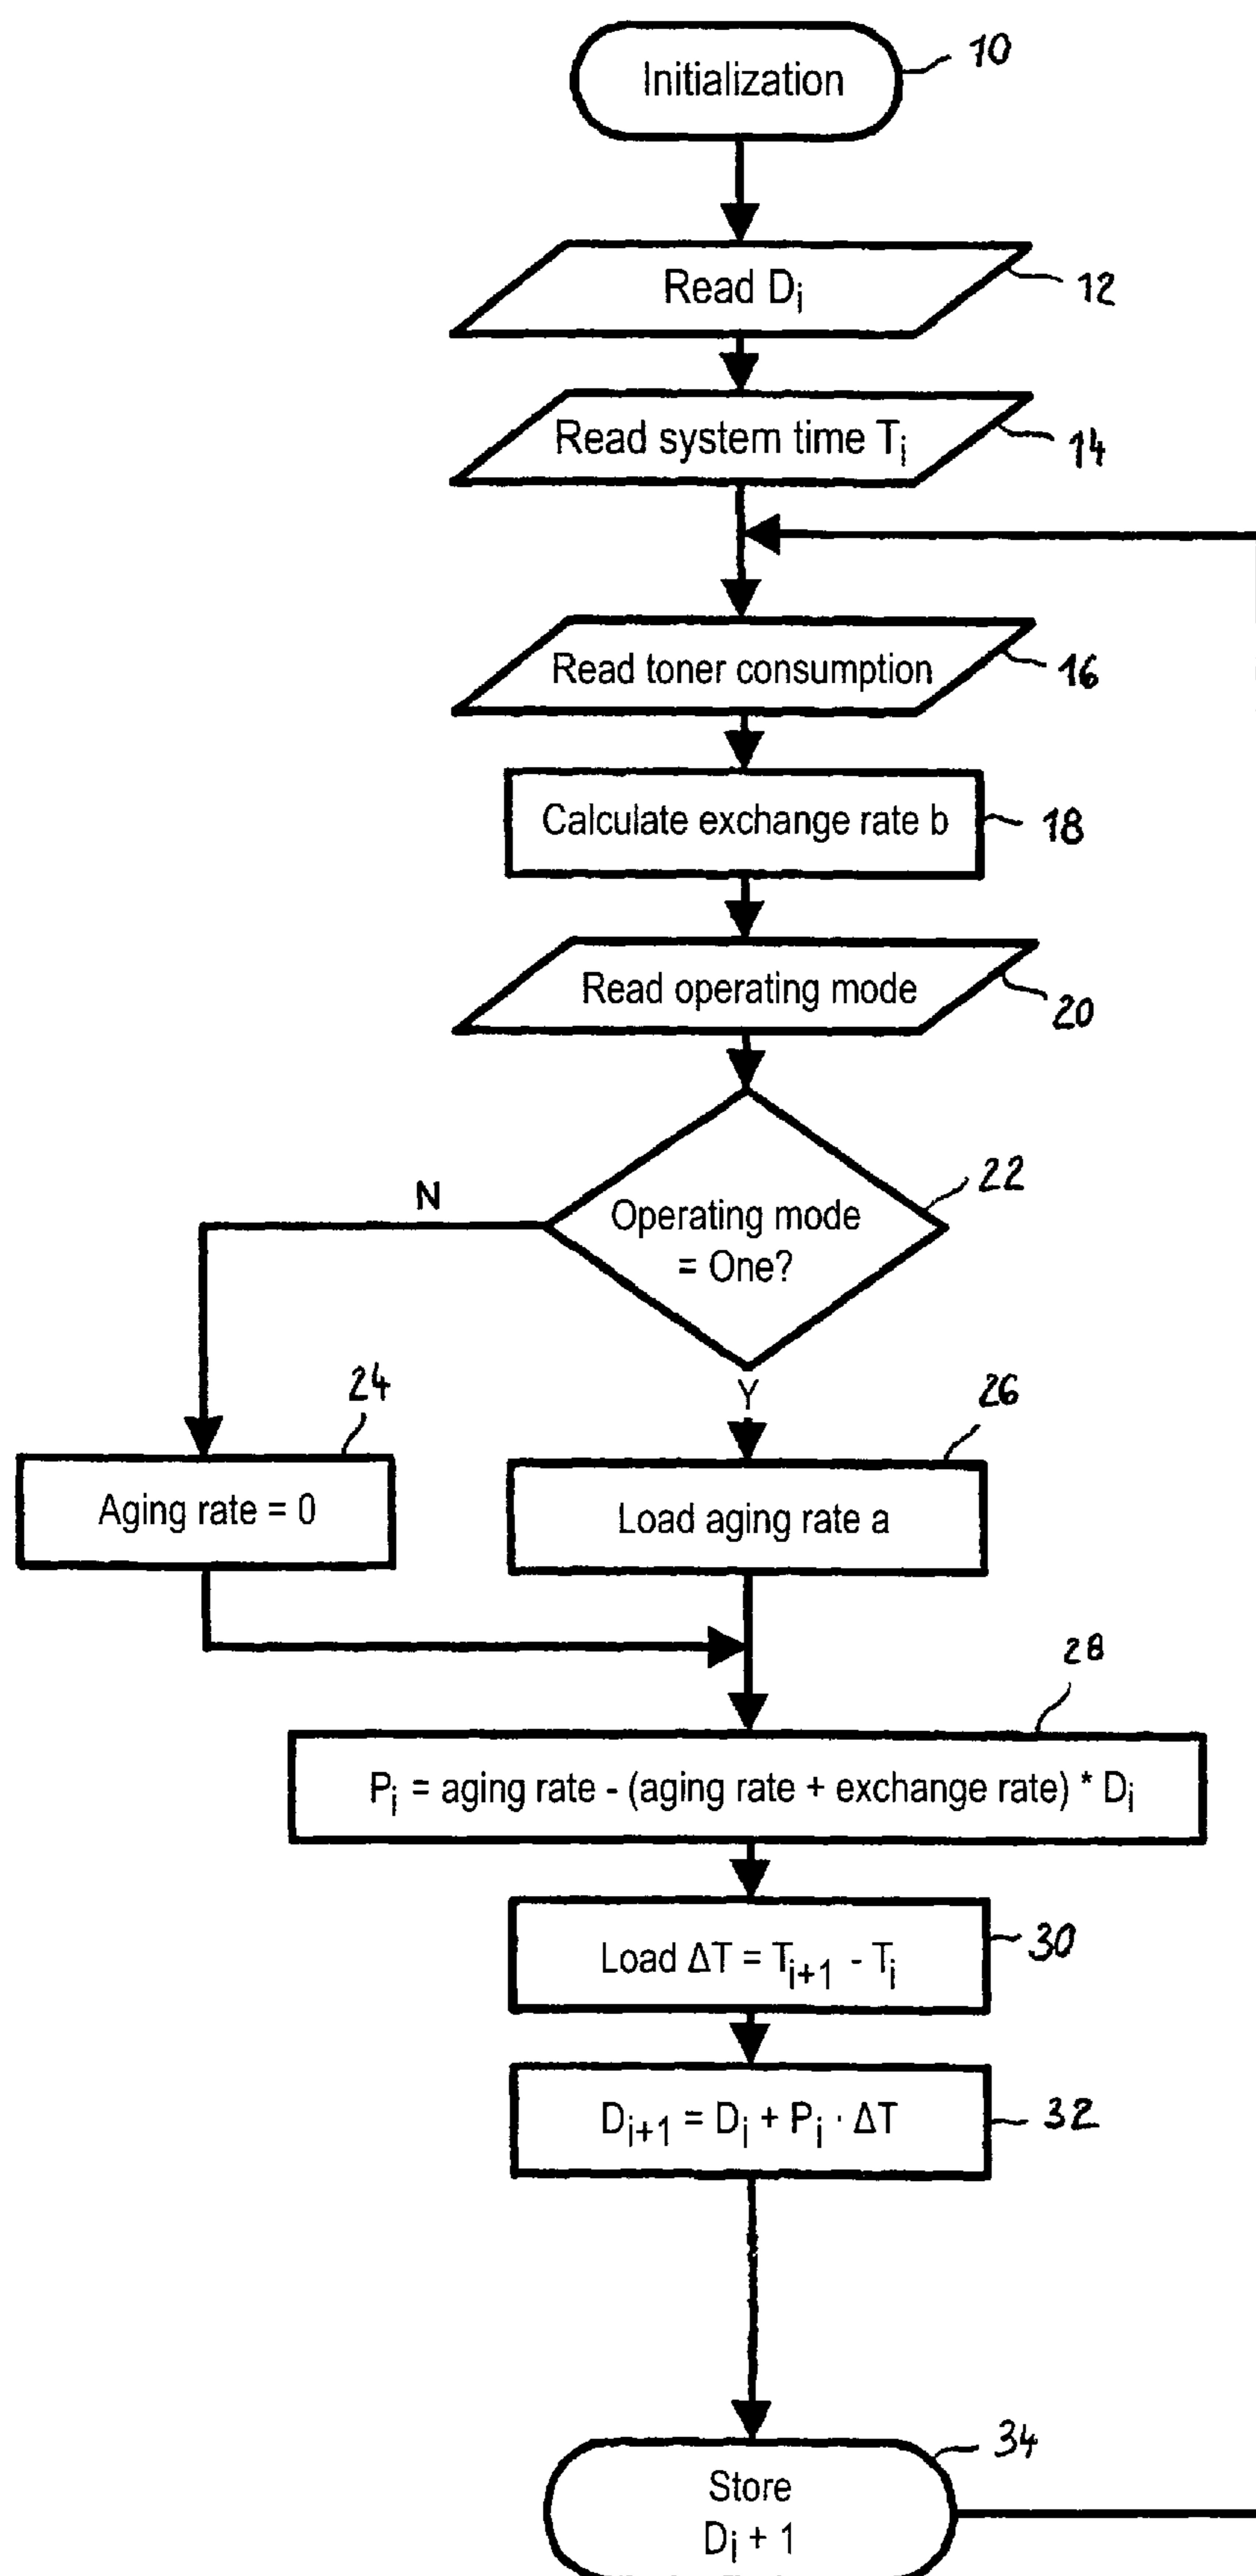 Initialization
10
Read Di
12
Read system time Ti
14
Read toner consumption
16
Calculate exchange rate b
18
Read operating mode
20
Operating mode
= One?
22
N
Y
24
Aging rate = 0
26
Load aging rate a
28
Pi = aging rate - (aging rate + exchange rate) * Di
Load ΔT = Ti+1 - Ti
30
Di+1 = Di + Pi · ΔT
32
34
Store
Di + 1